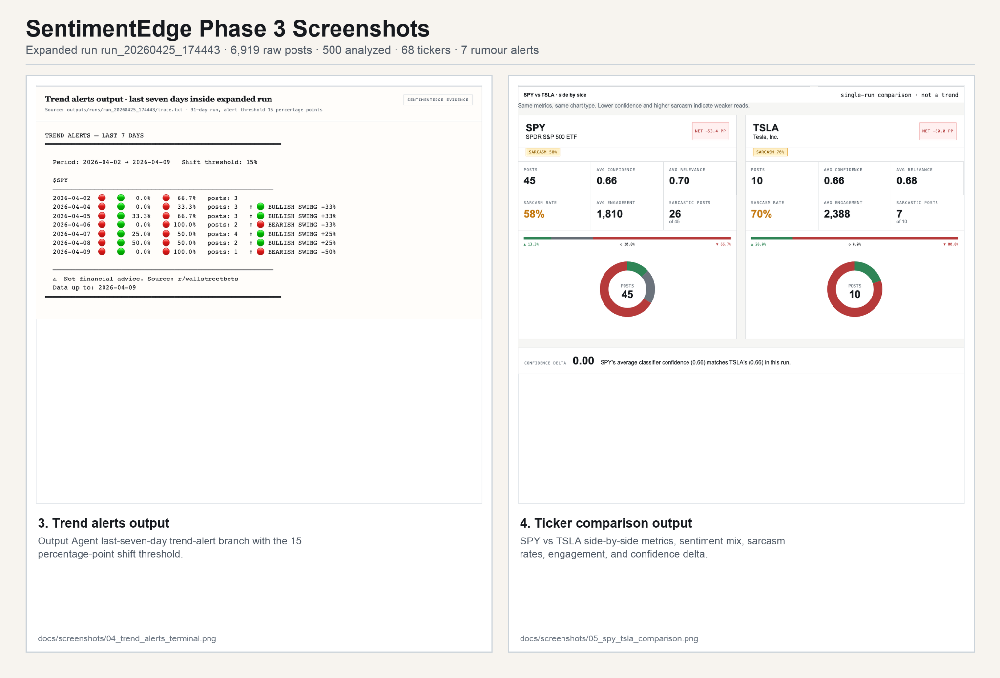 SentimentEdge Phase 3 Screenshots
Expanded run run_20260425_174443 · 6,919 raw posts · 500 analyzed · 68 tickers · 7 rumour alerts
Trend alerts output · last seven days inside expanded run
SENTIMENTEDGE EVIDENCE
Source: outputs/runs/run_20260425_174443/trace.txt · 31-day run, alert threshold 15 percentage points
TREND ALERTS — LAST 7 DAYS
Period: 2026-04-02 → 2026-04-09 Shift threshold: 15%
$SPY
2026-04-02 🔴 🟢 0.0% 🔴 66.7% posts: 3
2026-04-04 🔴 🟢 0.0% 🔴 33.3% posts: 3 ↑ 🟢 BULLISH SWING -33%
2026-04-05 🔴 🟢 33.3% 🔴 66.7% posts: 3 ↑ 🟢 BULLISH SWING +33%
2026-04-06 🔴 🟢 0.0% 🔴 100.0% posts: 2 ↑ 🔴 BEARISH SWING -33%
2026-04-07 🔴 🟢 25.0% 🔴 50.0% posts: 4 ↑ 🟢 BULLISH SWING +25%
2026-04-08 🔴 🟢 50.0% 🔴 50.0% posts: 2 ↑ 🟢 BULLISH SWING +25%
2026-04-09 🔴 🟢 0.0% 🔴 100.0% posts: 1 ↑ 🔴 BEARISH SWING -50%
⚠ Not financial advice. Source: r/wallstreetbets
Data up to: 2026-04-09
3. Trend alerts output
Output Agent last-seven-day trend-alert branch with the 15
percentage-point shift threshold.
docs/screenshots/04_trend_alerts_terminal.png
SPY vs TSLA · side by side
single-run comparison · not a trend
Same metrics, same chart type. Lower confidence and higher sarcasm indicate weaker reads.
SPY
SPDR S&P 500 ETF
NET -53.4 PP
SARCASM 58%
POSTS AVG CONFIDENCE AVG RELEVANCE
45 0.66 0.70
SARCASM RATE AVG ENGAGEMENT SARCASTIC POSTS
58% 1,810 26
of 45
▲ 13.3% ◇ 20.0% ▼ 66.7%
POSTS
45
TSLA
Tesla, Inc.
NET -60.0 PP
SARCASM 70%
POSTS AVG CONFIDENCE AVG RELEVANCE
10 0.66 0.68
SARCASM RATE AVG ENGAGEMENT SARCASTIC POSTS
70% 2,388 7
of 10
▲ 20.0% ◇ 0.0% ▼ 80.0%
POSTS
10
CONFIDENCE DELTA 0.00 SPY's average classifier confidence (0.66) matches TSLA's (0.66) in this run.
4. Ticker comparison output
SPY vs TSLA side-by-side metrics, sentiment mix, sarcasm
rates, engagement, and confidence delta.
docs/screenshots/05_spy_tsla_comparison.png